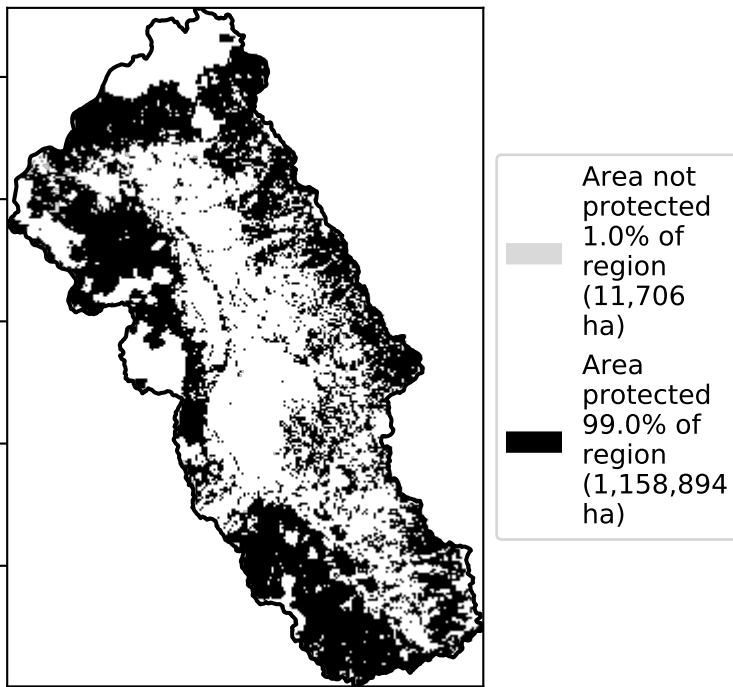 Area not
protected
1.0% of
region
(11,706
ha)
Area
protected
99.0% of
region
(1,158,894
ha)